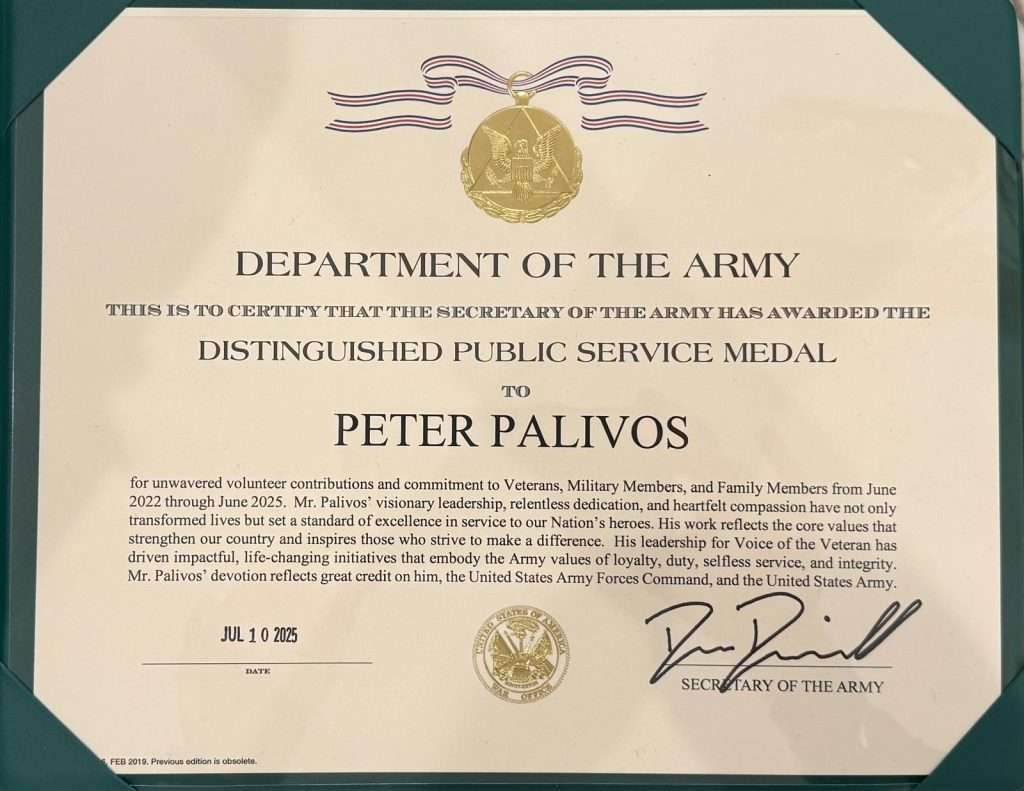 DEPARTMENT OF THE ARMY
THIS IS TO CERTIFY THAT THE SECRETARY OF THE ARMY HAS AWARDED THE
DISTINGUISHED PUBLIC SERVICE MEDAL
TO
PETER PALIVOS
for unwavered volunteer contributions and commitment to Veterans, Military Members, and Family Members from June
2022 through June 2025. Mr. Palivos’ visionary leadership, relentless dedication, and heartfelt compassion have not only
transformed lives but set a standard of excellence in service to our Nation’s heroes. His work reflects the core values that
strengthen our country and inspires those who strive to make a difference. His leadership for Voice of the Veteran has
driven impactful, life-changing initiatives that embody the Army values of loyalty, duty, selfless service, and integrity.
Mr. Palivos’ devotion reflects great credit on him, the United States Army Forces Command, and the United States Army.
JUL 10 2025
DATE
UNITED STATES OF AMERICA
WAR OFFICE
SECRETARY OF THE ARMY
FEB 2019. Previous edition is obsolete.